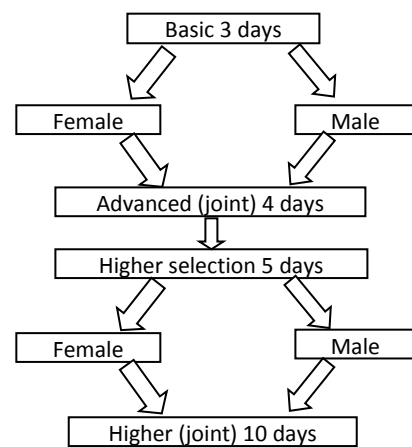 Basic 3 days
Female
Male
Advanced (joint) 4 days
Higher selection 5 days
Female
Male
Higher (joint) 10 days